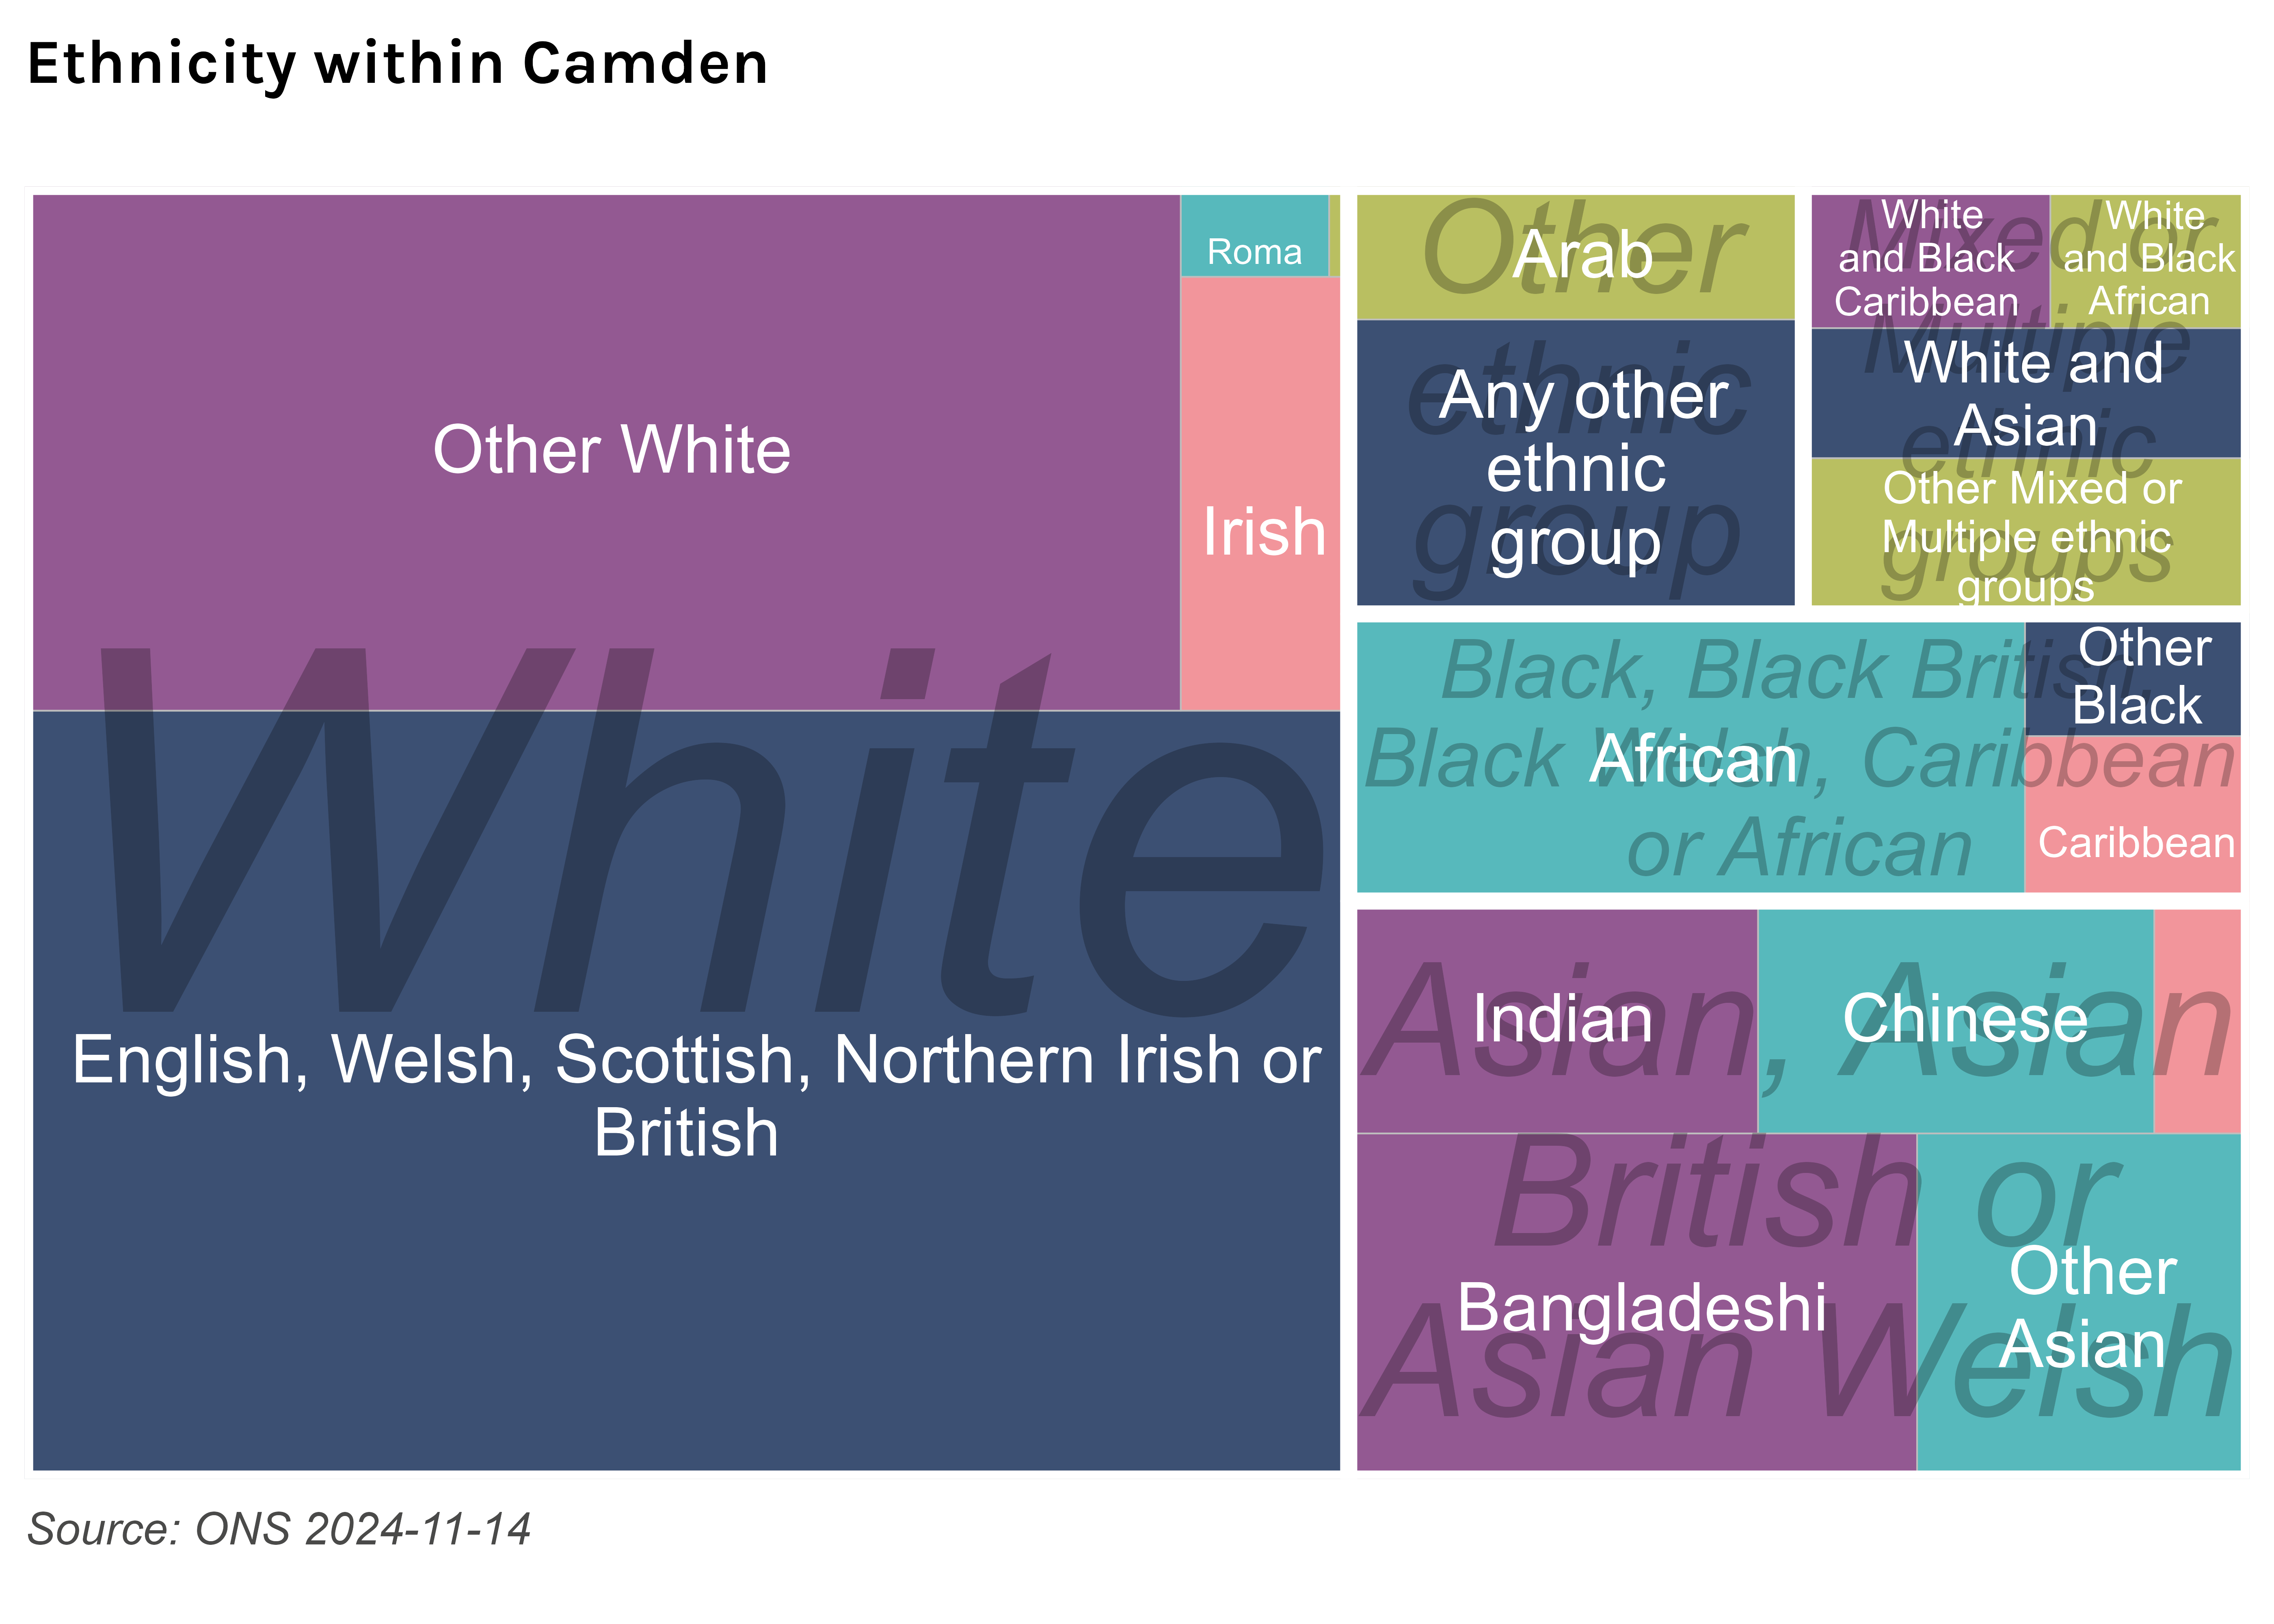 Ethnicity within Camden
Other White
Roma
Irish
White
English, Welsh, Scottish, Northern Irish or
British
Other
ethnic
group
Arab
Any other
ethnic
group
Mixed or
Multiple
ethnic
groups
White
and Black
Caribbean
White
and Black
African
White and
Asian
Other Mixed or
Multiple ethnic
groups
Black, Black British,
Black Welsh, Caribbean
or African
African
Other
Black
Caribbean
Asian, Asian
British or
Asian Welsh
Indian
Chinese
Bangladeshi
Other
Asian
Source: ONS 2024-11-14